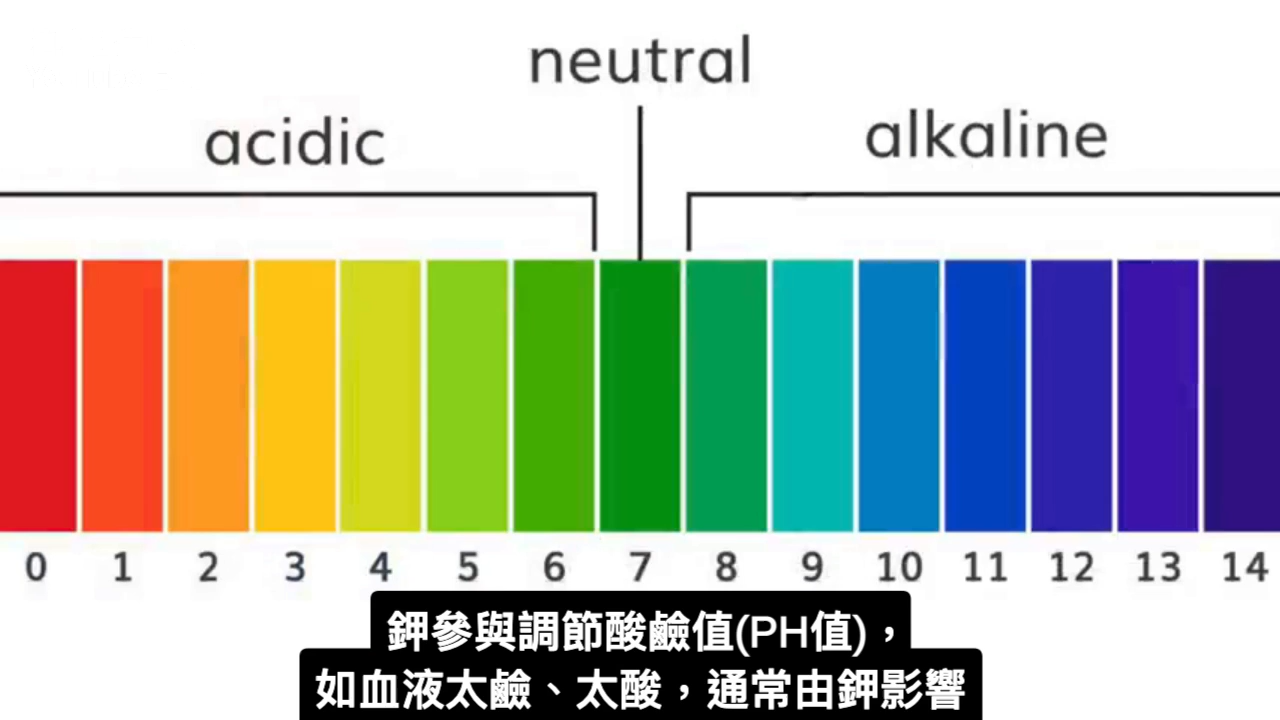 neutral
acidic
alkaline
0 1 2 3 4 5 6 7 8 9 10 11 12 13 14
鉀參與調節酸鹼值(PH值)，
如血液太鹼、太酸，通常由鉀影響